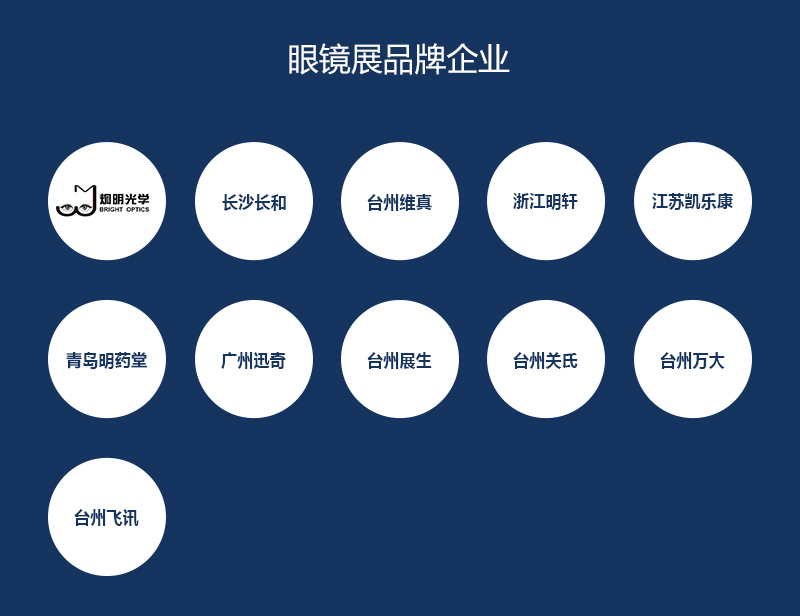 眼镜展品牌企业
炯明光学
BRIGHT OPTICS
长沙长和
台州维真
浙江明轩
江苏凯乐康
青岛明药堂
广州迅奇
台州展生
台州关氏
台州万大
台州飞讯